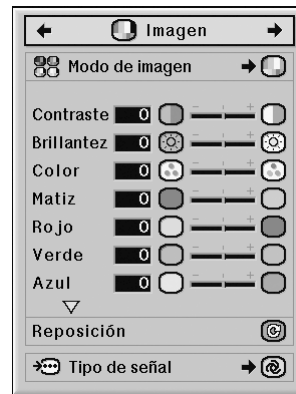 Imagen
Modo de imagen
Contraste 0
Brillantez 0
Color 0
Matiz 0
Rojo 0
Verde 0
Azul 0
Reposición
Tipo de señal